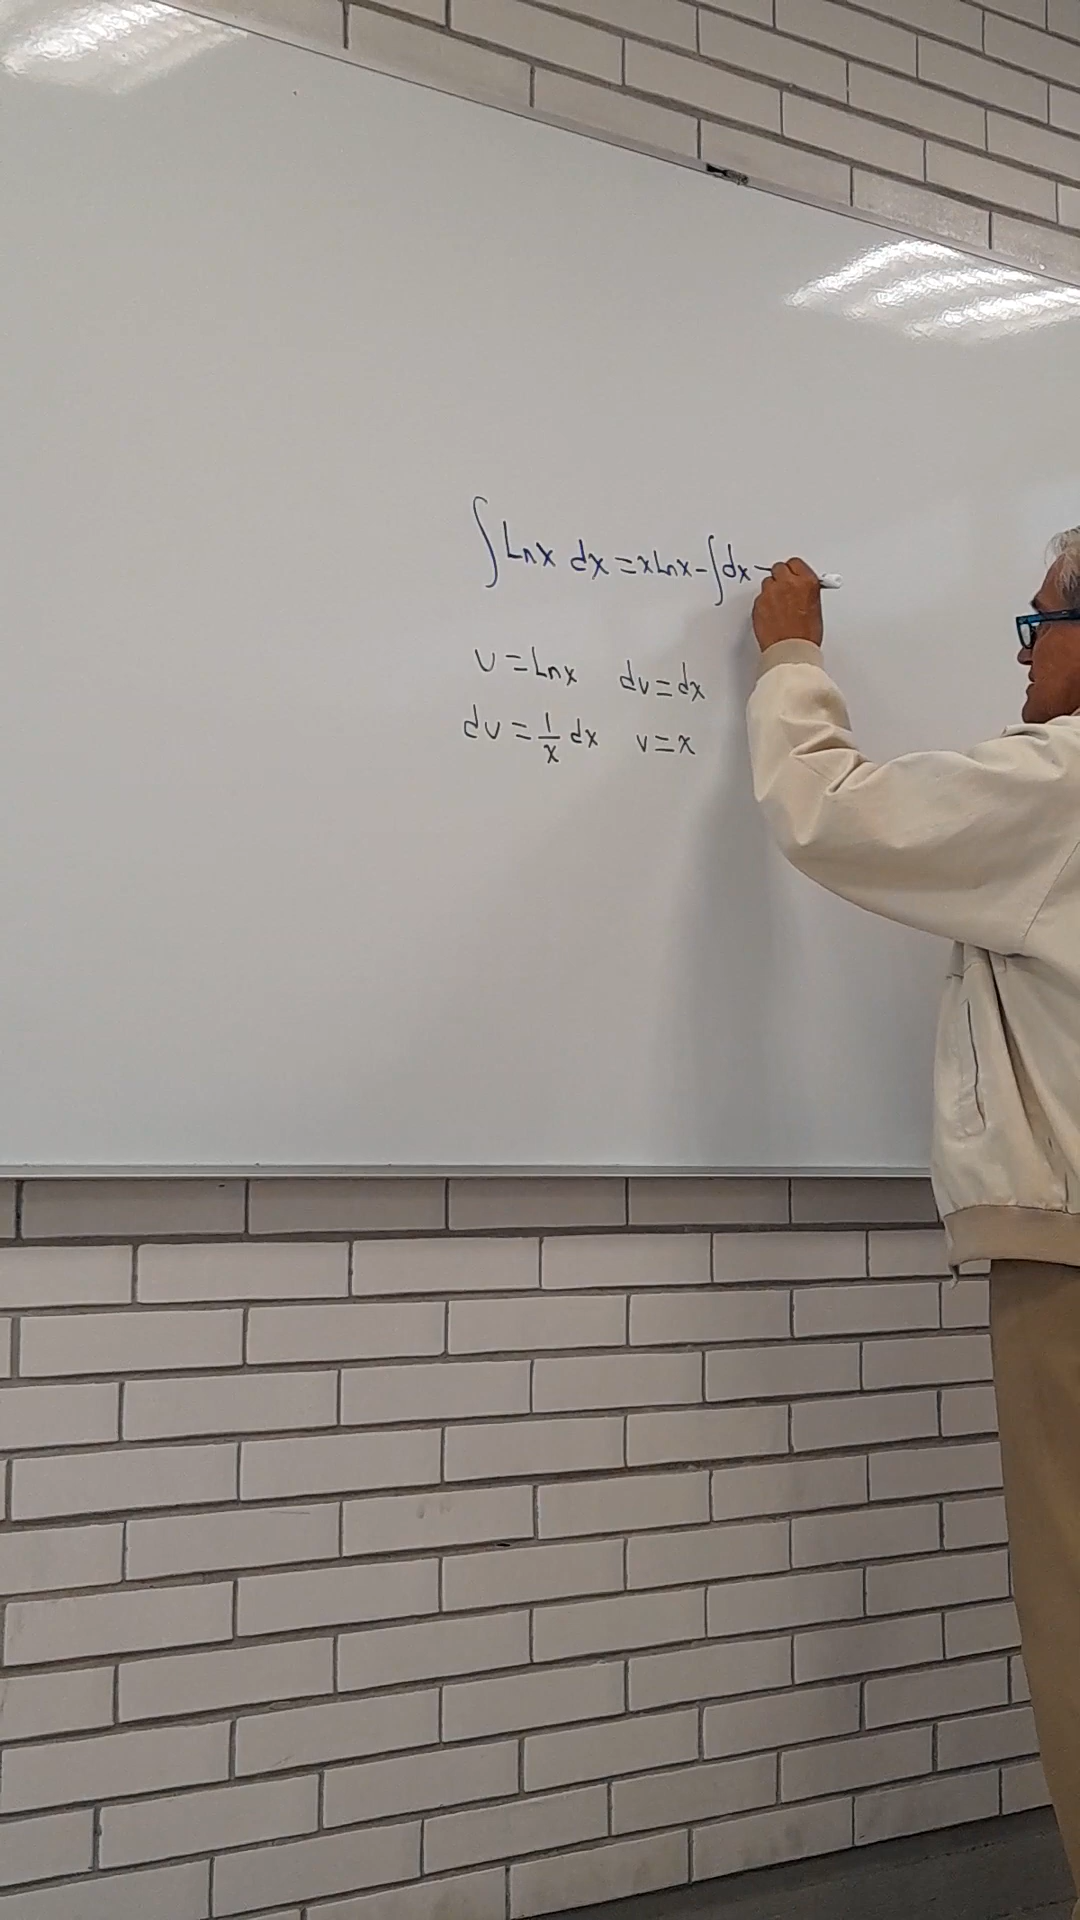 ∫ Lnx dx = xLnx - ∫dx
u = Lnx dv = dx
du = 1/x dx v = x